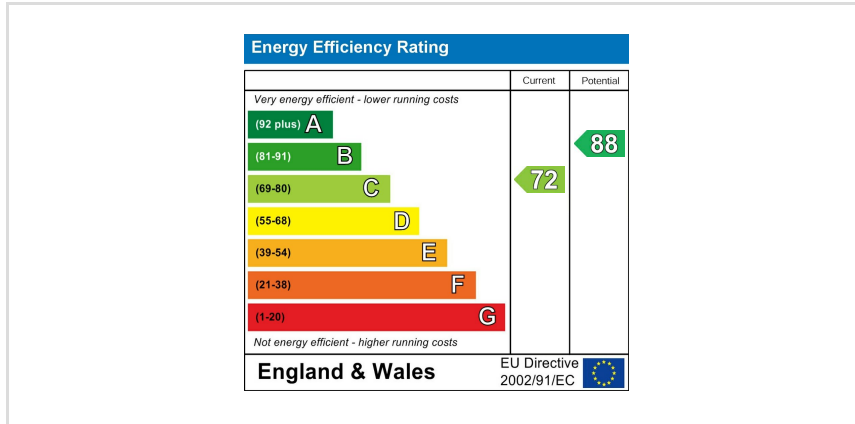 Energy Efficiency Rating
Current Potential
Very energy efficient - lower running costs
(92 plus) A
(81-91) B
88
(69-80) C
72
(55-68) D
(39-54) E
(21-38) F
(1-20) G
Not energy efficient - higher running costs
England & Wales
EU Directive
2002/91/EC